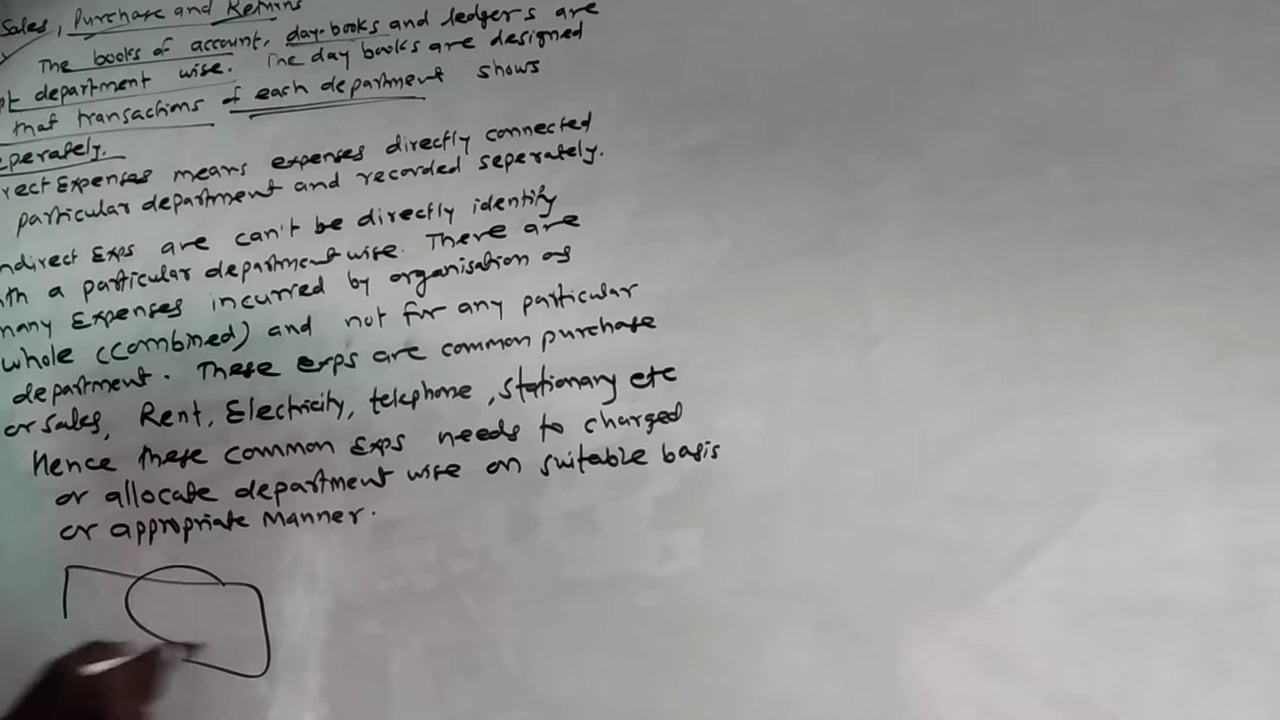 Sales, Purchase and Returns
The books of account, day-books and ledgers are
pt department wise. The day books are designed
that transactions of each department shows
eperately.
rect Expenses means expenses directly connected
particular department and recorded seperately.
ndirect Exps are can't be directly identify
th a particular department wise. There are
many Expenses incurred by organisation as
whole (combined) and not for any particular
department. These exps are common purchase
or sales, Rent, Electricity, telephone, stationary etc
Hence these common Exps needs to charged
or allocate department wise on suitable basis
or appropriate Manner.